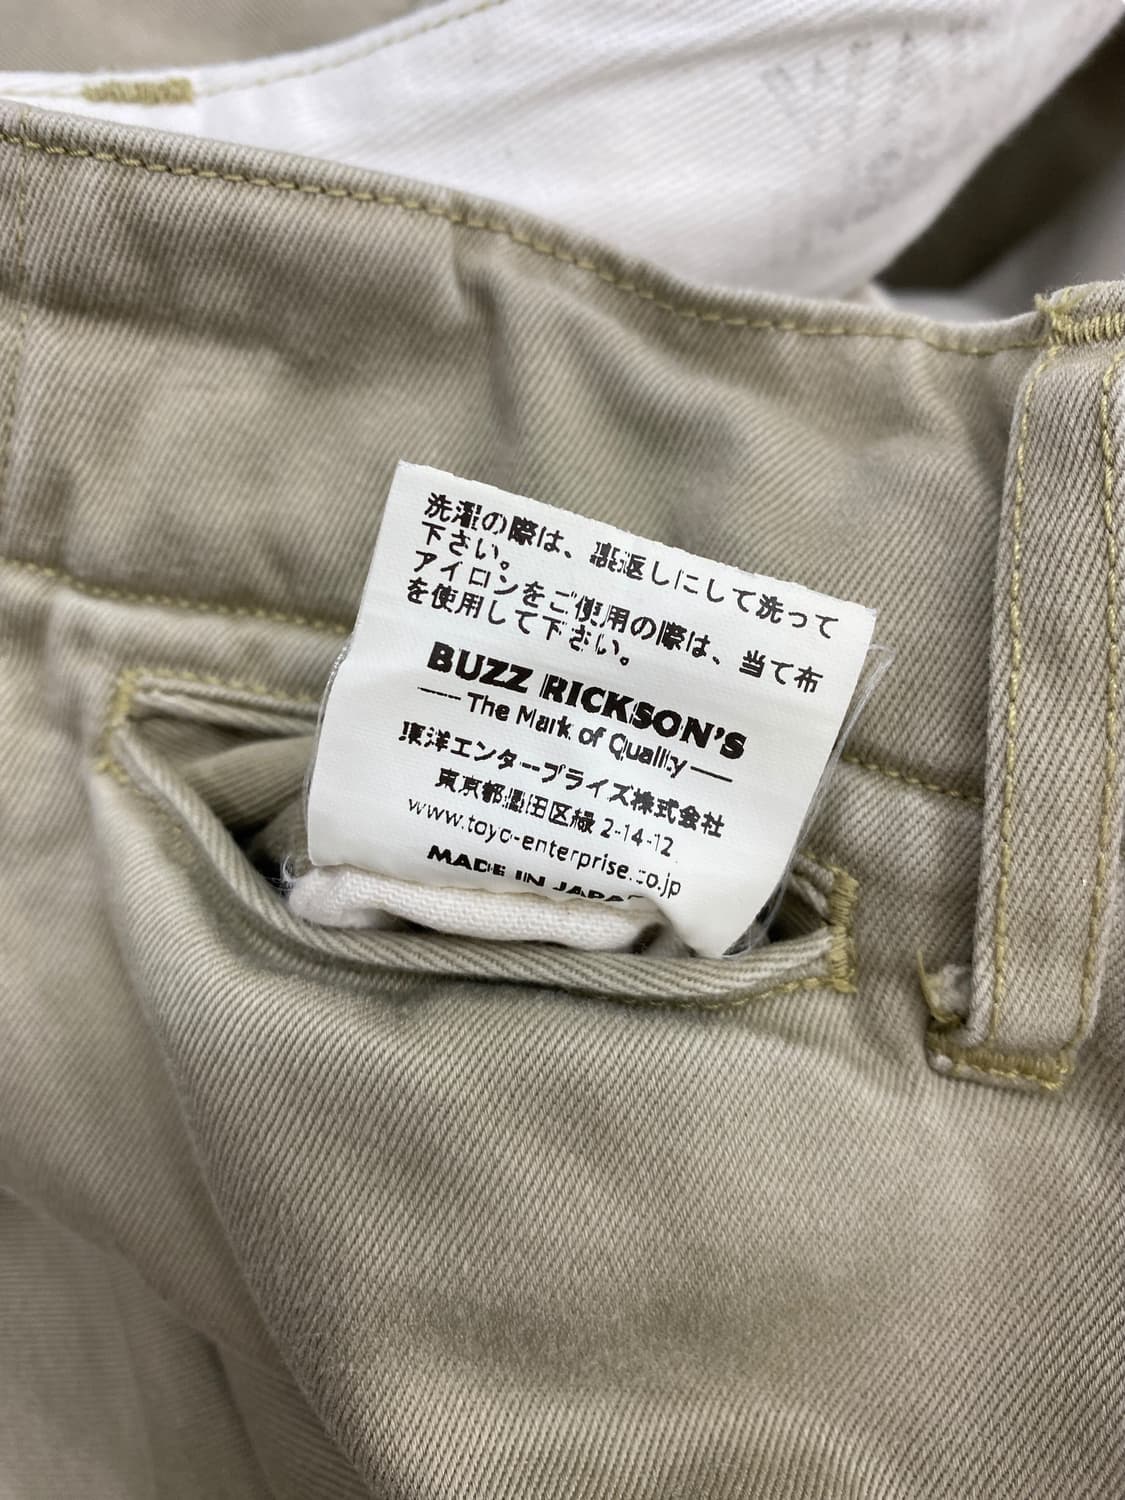 洗濯の際は、裏返しにして洗って
下さい。
アイロンをご使用の際は、当て布
を使用して下さい。
BUZZ RICKSON'S
The Mark of Quality
東洋エンタープライズ株式会社
東京都墨田区緑 2-14-12
www.toyo-enterprise.co.jp
MADE IN JAPAN